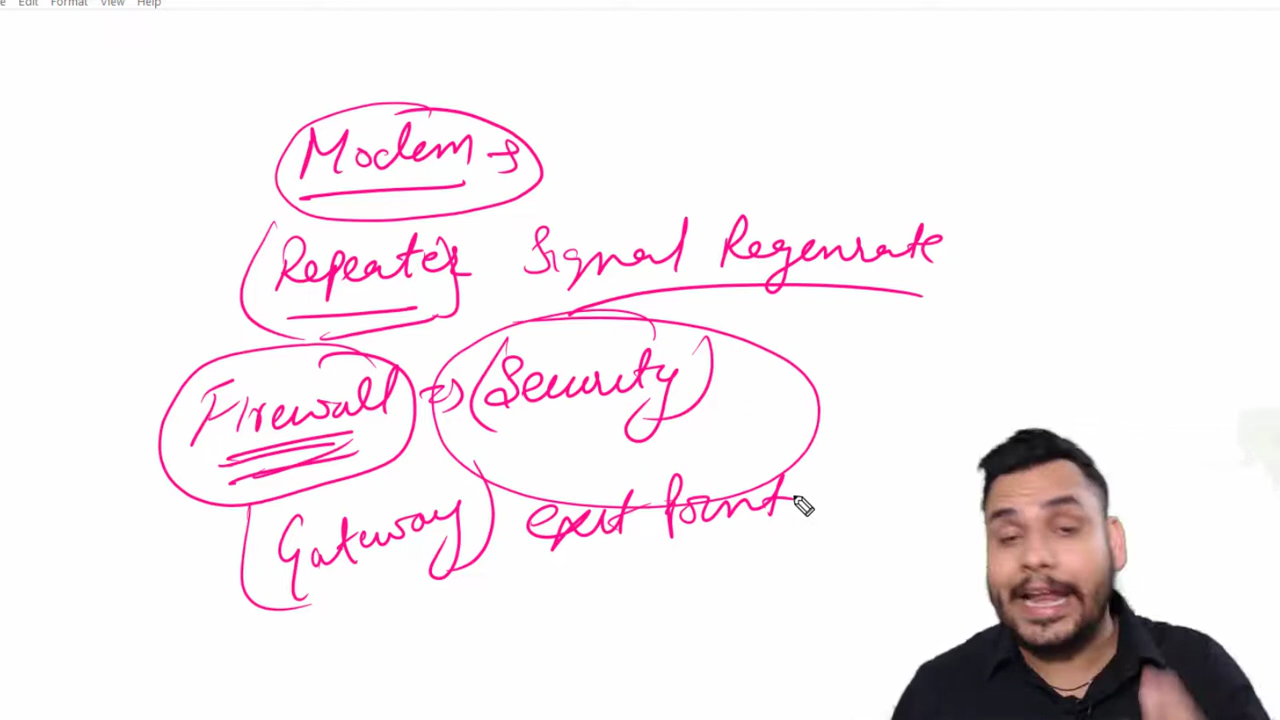 Edit Format View Help
Modem →
Repeater Signal Regenrate
Firewall => (Security)
Gateway) exit Point